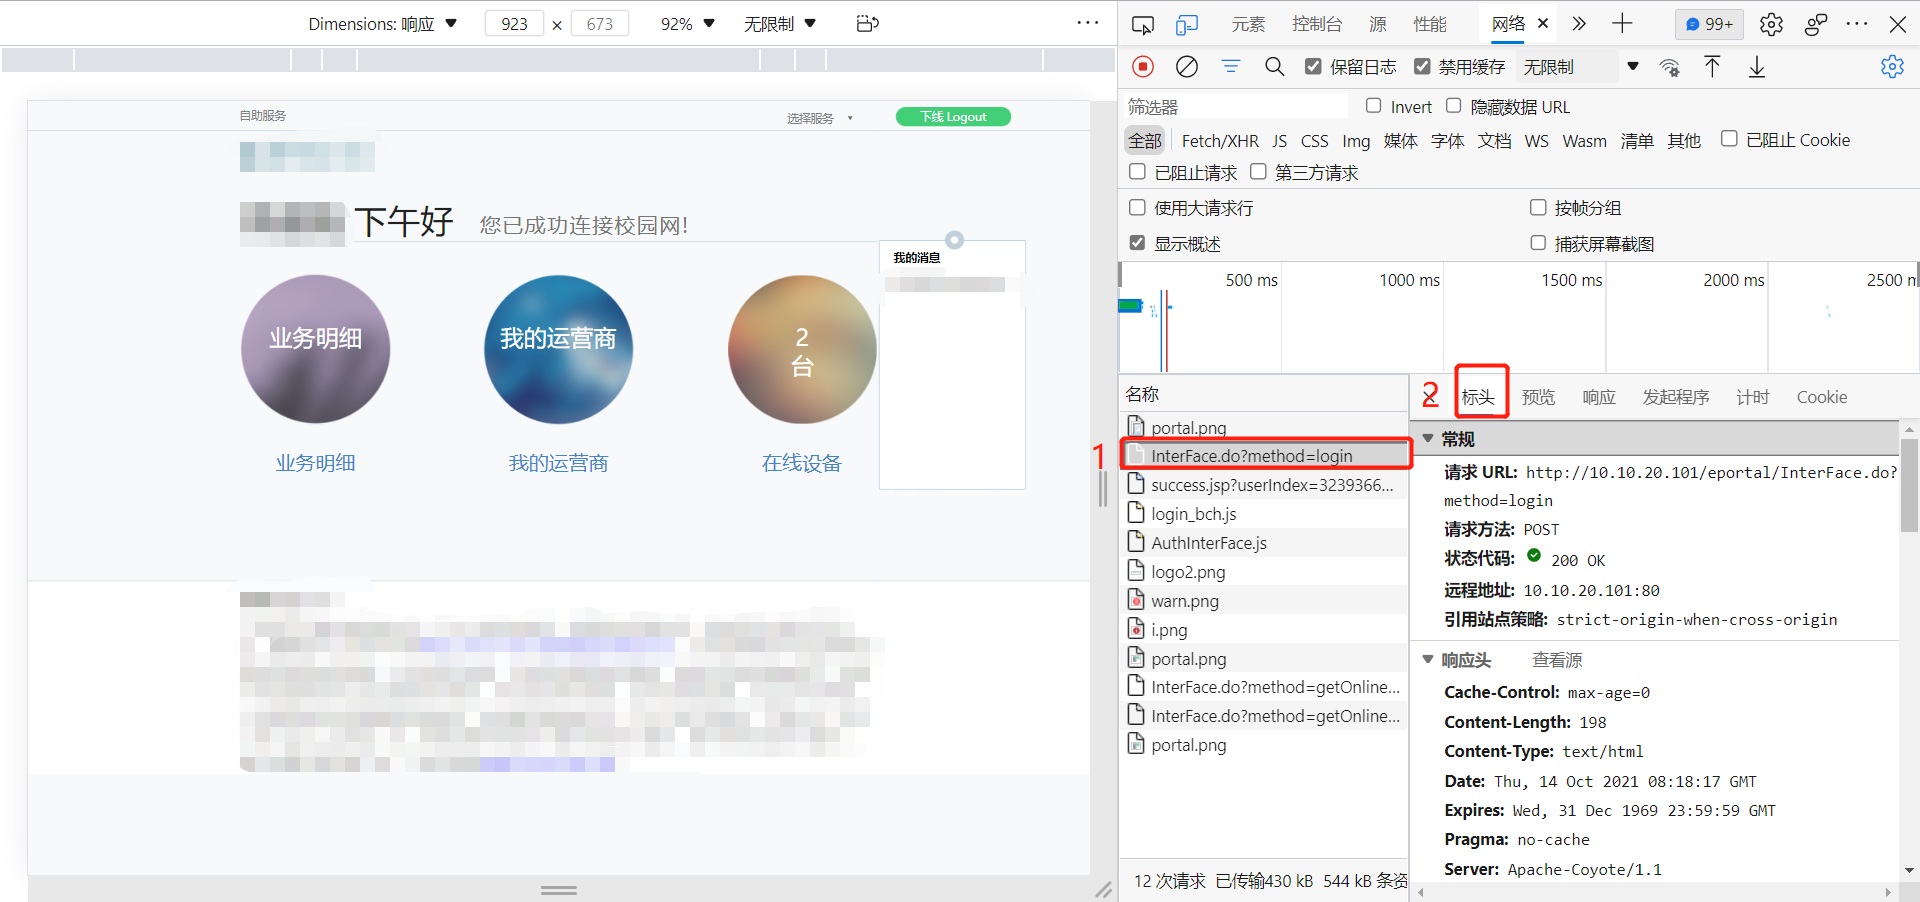 Dimensions: 响应 ▼ 923 × 673 92% ▼ 无限制 ▼
自助服务 选择服务 下线 Logout
下午好 您已成功连接校园网!
我的消息
业务明细 我的运营商 2
台
业务明细 我的运营商 在线设备
元素 控制台 源 性能 网络 99+
保留日志 禁用缓存 无限制
筛选器 Invert 隐藏数据 URL
全部 Fetch/XHR JS CSS Img 媒体 字体 文档 WS Wasm 清单 其他 已阻止 Cookie
已阻止请求 第三方请求
使用大请求行 按帧分组
显示概述 捕获屏幕截图
500 ms 1000 ms 1500 ms 2000 ms 2500 m
名称
1
portal.png
InterFace.do?method=login
success.jsp?userIndex=3239366...
login_bch.js
AuthInterFace.js
logo2.png
warn.png
i.png
portal.png
InterFace.do?method=getOnline...
InterFace.do?method=getOnline...
portal.png
12 次请求 已传输430 kB 544 kB 条资
2 标头 预览 响应 发起程序 计时 Cookie
常规
请求 URL: http://10.10.20.101/eportal/InterFace.do?
method=login
请求方法: POST
状态代码: 200 OK
远程地址: 10.10.20.101:80
引用站点策略: strict-origin-when-cross-origin
响应头 查看源
Cache-Control: max-age=0
Content-Length: 198
Content-Type: text/html
Date: Thu, 14 Oct 2021 08:18:17 GMT
Expires: Wed, 31 Dec 1969 23:59:59 GMT
Pragma: no-cache
Server: Apache-Coyote/1.1